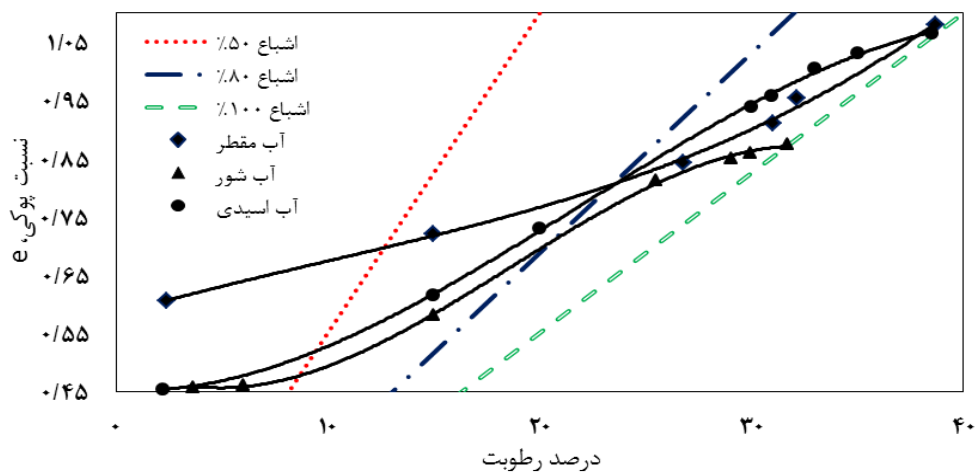 ۱/۰۵
۰/۹۵
۰/۸۵
۰/۷۵
۰/۶۵
۰/۵۵
۰/۴۵
نسبت پوکی، e
اشباع ۵۰٪
اشباع ۸۰٪
اشباع ۱۰۰٪
آب مقطر
آب شور
آب اسیدی
۰ ۱۰ ۲۰ ۳۰ ۴۰
درصد رطوبت